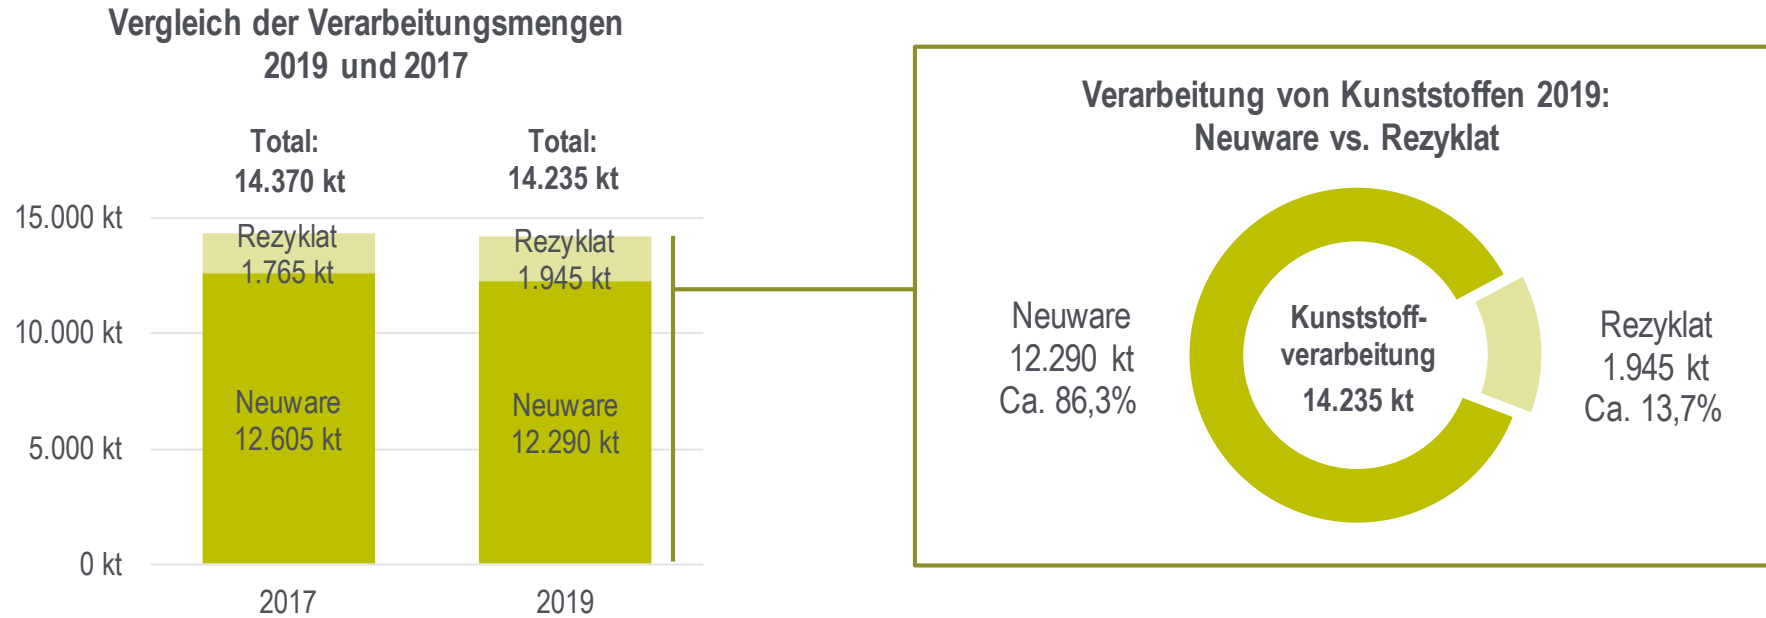 Vergleich der Verarbeitungsmengen
2019 und 2017
Total:
14.370 kt
Total:
14.235 kt
15.000 kt
10.000 kt
5.000 kt
0 kt
Rezyklat
1.765 kt
Neuware
12.605 kt
Rezyklat
1.945 kt
Neuware
12.290 kt
2017
2019
Verarbeitung von Kunststoffen 2019:
Neuware vs. Rezyklat
Neuware
12.290 kt
Ca. 86,3%
Kunststoff-
verarbeitung
14.235 kt
Rezyklat
1.945 kt
Ca. 13,7%